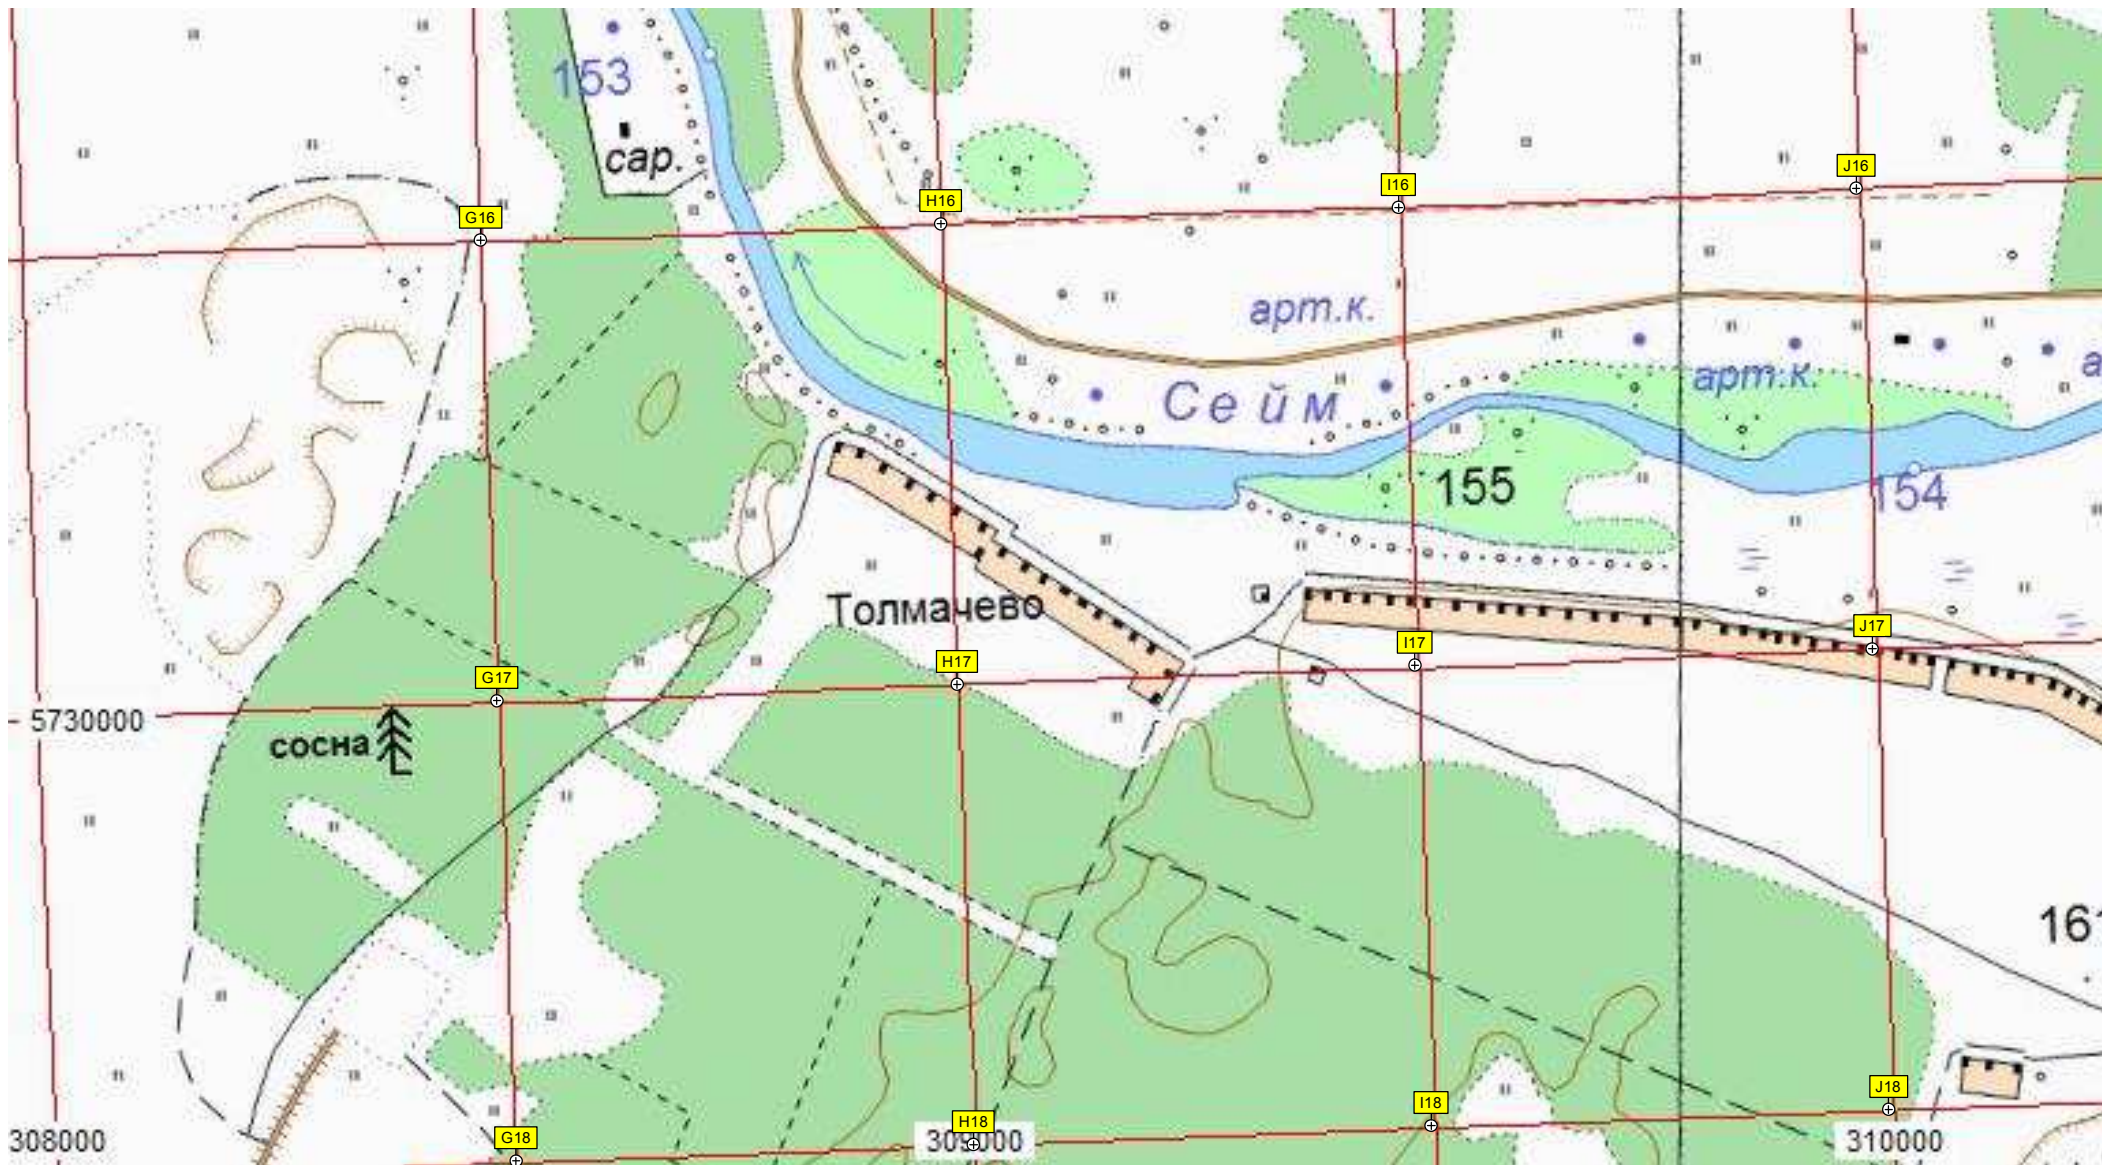 153
сар.
J16
I16
H16
G16
арт.к.
Сейм
арт.к.
155
154
Толмачево
J17
I17
H17
G17
5730000
сосна
J18
I18
H18
G18
308000
309000
310000